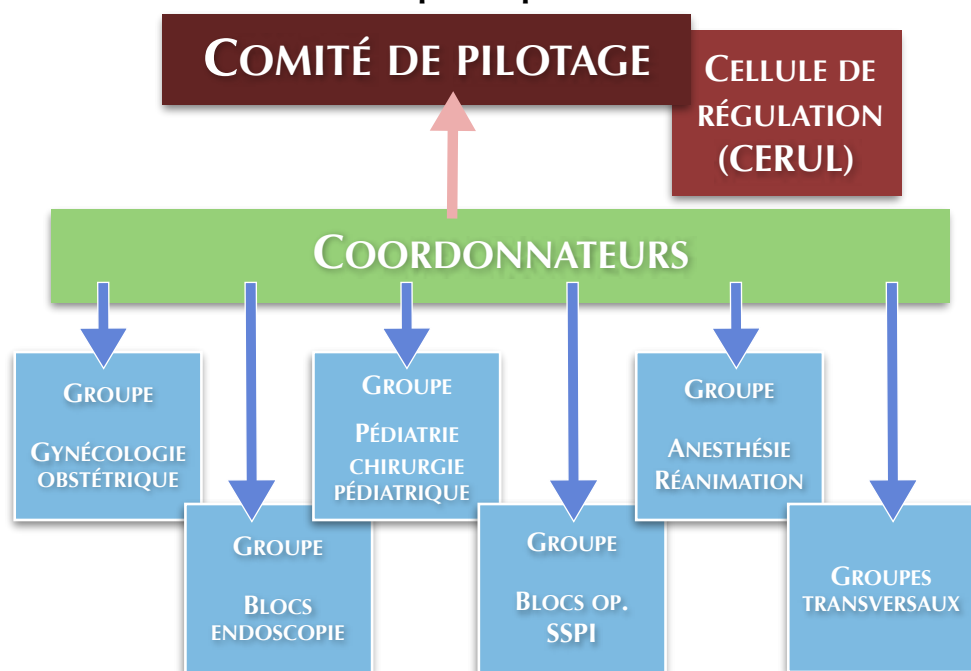 COMITÉ DE PILOTAGE
CELLULE DE
RÉGULATION
(CERUL)
COORDONNATEURS
GROUPE
GYNÉCOLOGIE
OBSTÉTRIQUE
GROUPE
PÉDIATRIE
CHIRURGIE
PÉDIATRIQUE
GROUPE
ANESTHÉSIE
RÉANIMATION
GROUPE
BLOCS
ENDOSCOPIE
GROUPE
BLOCS OP.
SSPI
GROUPES
TRANSVERSAUX